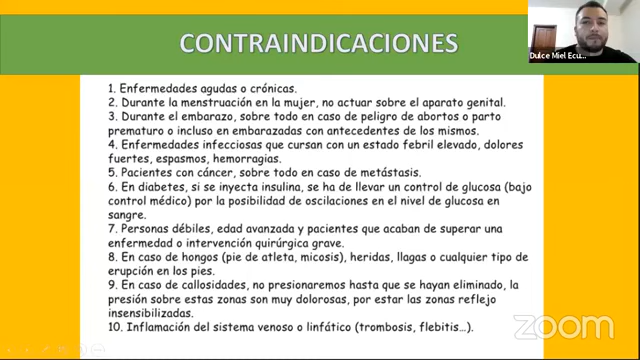 CONTRAINDICACIONES
Dulce Miel Ecu...
1. Enfermedades agudas o crónicas.
2. Durante la menstruación en la mujer, no actuar sobre el aparato genital.
3. Durante el embarazo, sobre todo en caso de peligro de abortos o parto
prematuro o incluso en embarazadas con antecedentes de los mismos.
4. Enfermedades infecciosas que cursan con un estado febril elevado, dolores
fuertes, espasmos, hemorragias.
5. Pacientes con cáncer, sobre todo en caso de metástasis.
6. En diabetes, si se inyecta insulina, se ha de llevar un control de glucosa (bajo
control médico) por la posibilidad de oscilaciones en el nivel de glucosa en
sangre.
7. Personas débiles, edad avanzada y pacientes que acaban de superar una
enfermedad o intervención quirúrgica grave.
8. En caso de hongos (pie de atleta, micosis), heridas, llagas o cualquier tipo de
erupción en los pies.
9. En caso de callosidades, no presionaremos hasta que se hayan eliminado, la
presión sobre estas zonas son muy dolorosas, por estar las zonas reflejo
insensibilizadas.
10. Inflamación del sistema venoso o linfático (trombosis, flebitis...).
zoom